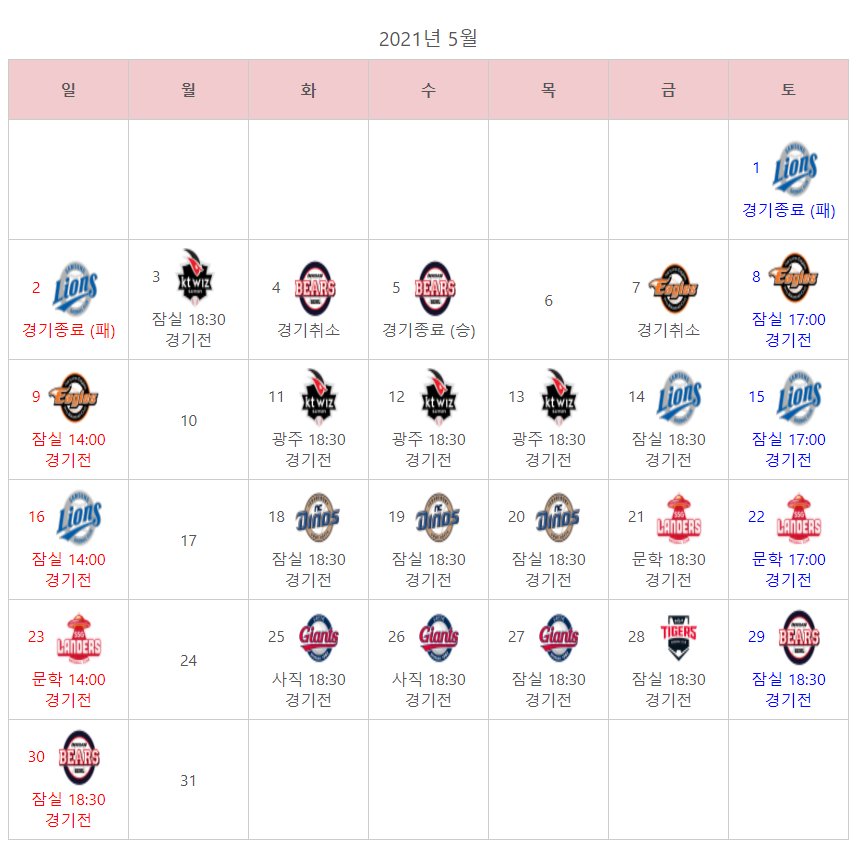 2021년 5월
일 월 화 수 목 금 토
1 Lions
경기종료 (패)
2 Lions
경기종료 (패)
3 kt wiz
잠실 18:30
경기전
4 BEARS
경기취소
5 BEARS
경기종료 (승)
6
7 Eagles
경기취소
8 Eagles
잠실 17:00
경기전
9 Eagles
잠실 14:00
경기전
10
11 kt wiz
광주 18:30
경기전
12 kt wiz
광주 18:30
경기전
13 kt wiz
광주 18:30
경기전
14 Lions
잠실 18:30
경기전
15 Lions
잠실 17:00
경기전
16 Lions
잠실 14:00
경기전
17
18 NC DINOS
잠실 18:30
경기전
19 NC DINOS
잠실 18:30
경기전
20 NC DINOS
잠실 18:30
경기전
21 SSG LANDERS
문학 18:30
경기전
22 SSG LANDERS
문학 17:00
경기전
23 SSG LANDERS
문학 14:00
경기전
24
25 Giants
사직 18:30
경기전
26 Giants
사직 18:30
경기전
27 Giants
잠실 18:30
경기전
28 TIGERS
잠실 18:30
경기전
29 BEARS
잠실 18:30
경기전
30 BEARS
잠실 18:30
경기전
31